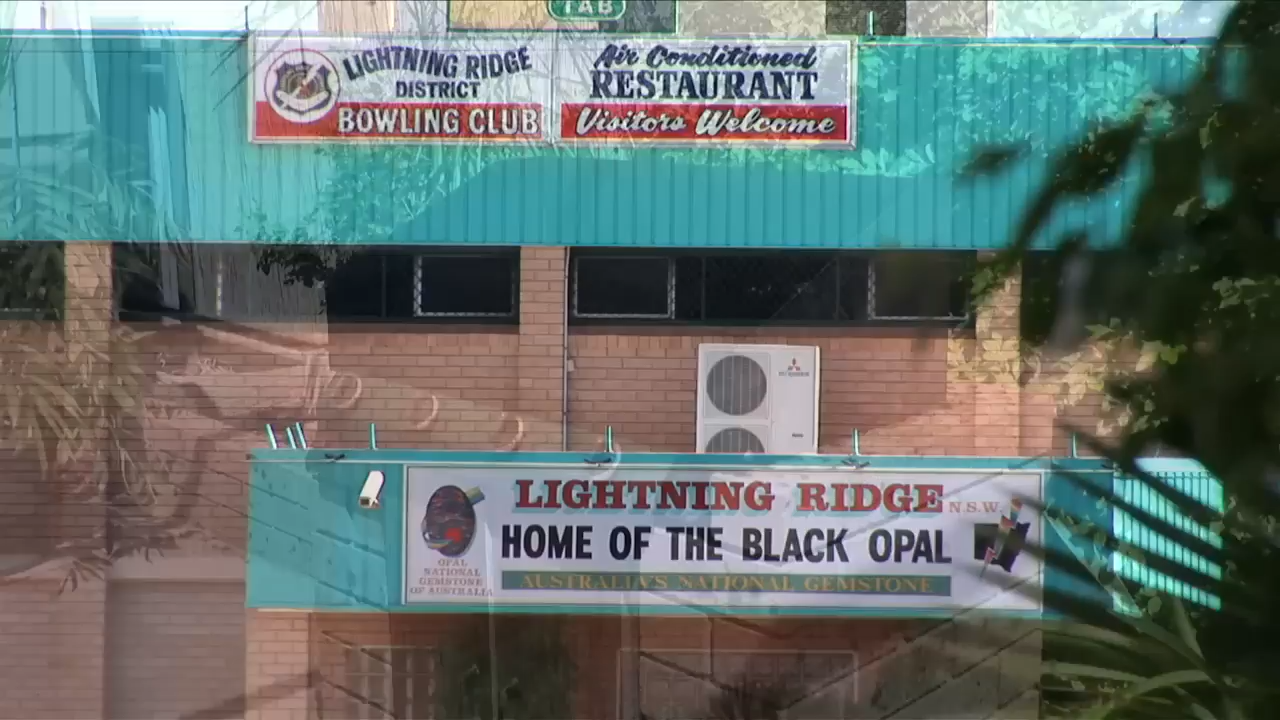 TAB
LIGHTNING RIDGE
DISTRICT
BOWLING CLUB
Air Conditioned
RESTAURANT
Visitors Welcome
LIGHTNING RIDGE N.S.W.
HOME OF THE BLACK OPAL
AUSTRALIA'S NATIONAL GEMSTONE
OPAL
NATIONAL
GEMSTONE
OF AUSTRALIA